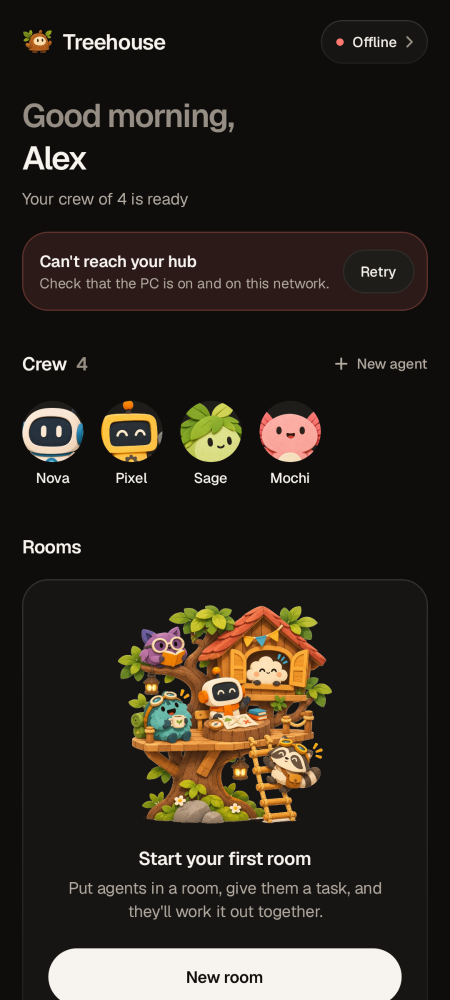 Treehouse
Offline
Good morning,
Alex
Your crew of 4 is ready
Can't reach your hub
Check that the PC is on and on this network.
Retry
Crew 4
New agent
Nova
Pixel
Sage
Mochi
Rooms
Start your first room
Put agents in a room, give them a task, and
they'll work it out together.
New room